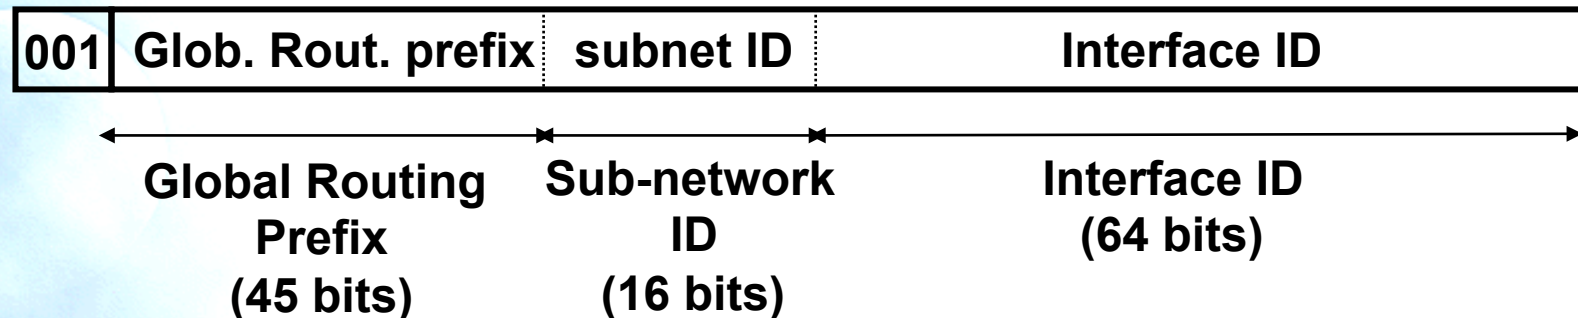 001 Glob. Rout. prefix subnet ID Interface ID
Global Routing Prefix (45 bits)
Sub-network ID (16 bits)
Interface ID (64 bits)